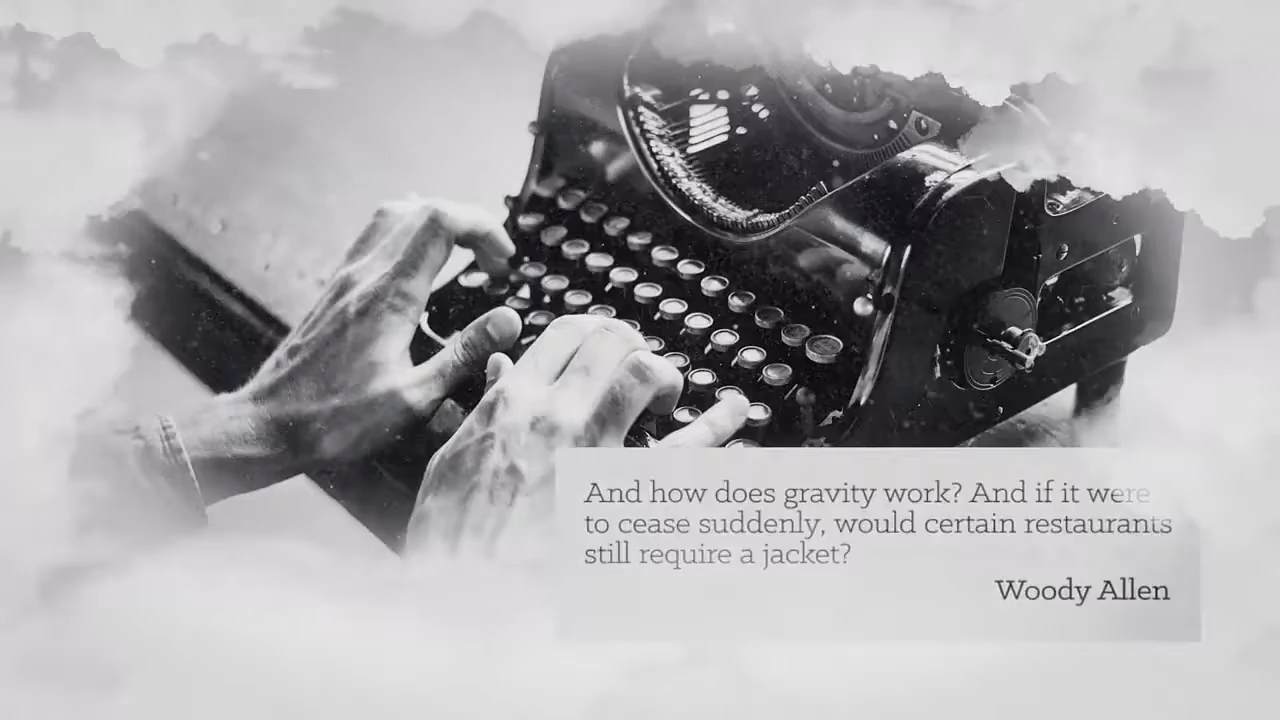 And how does gravity work? And if it were
to cease suddenly, would certain restaurants
still require a jacket?
Woody Allen